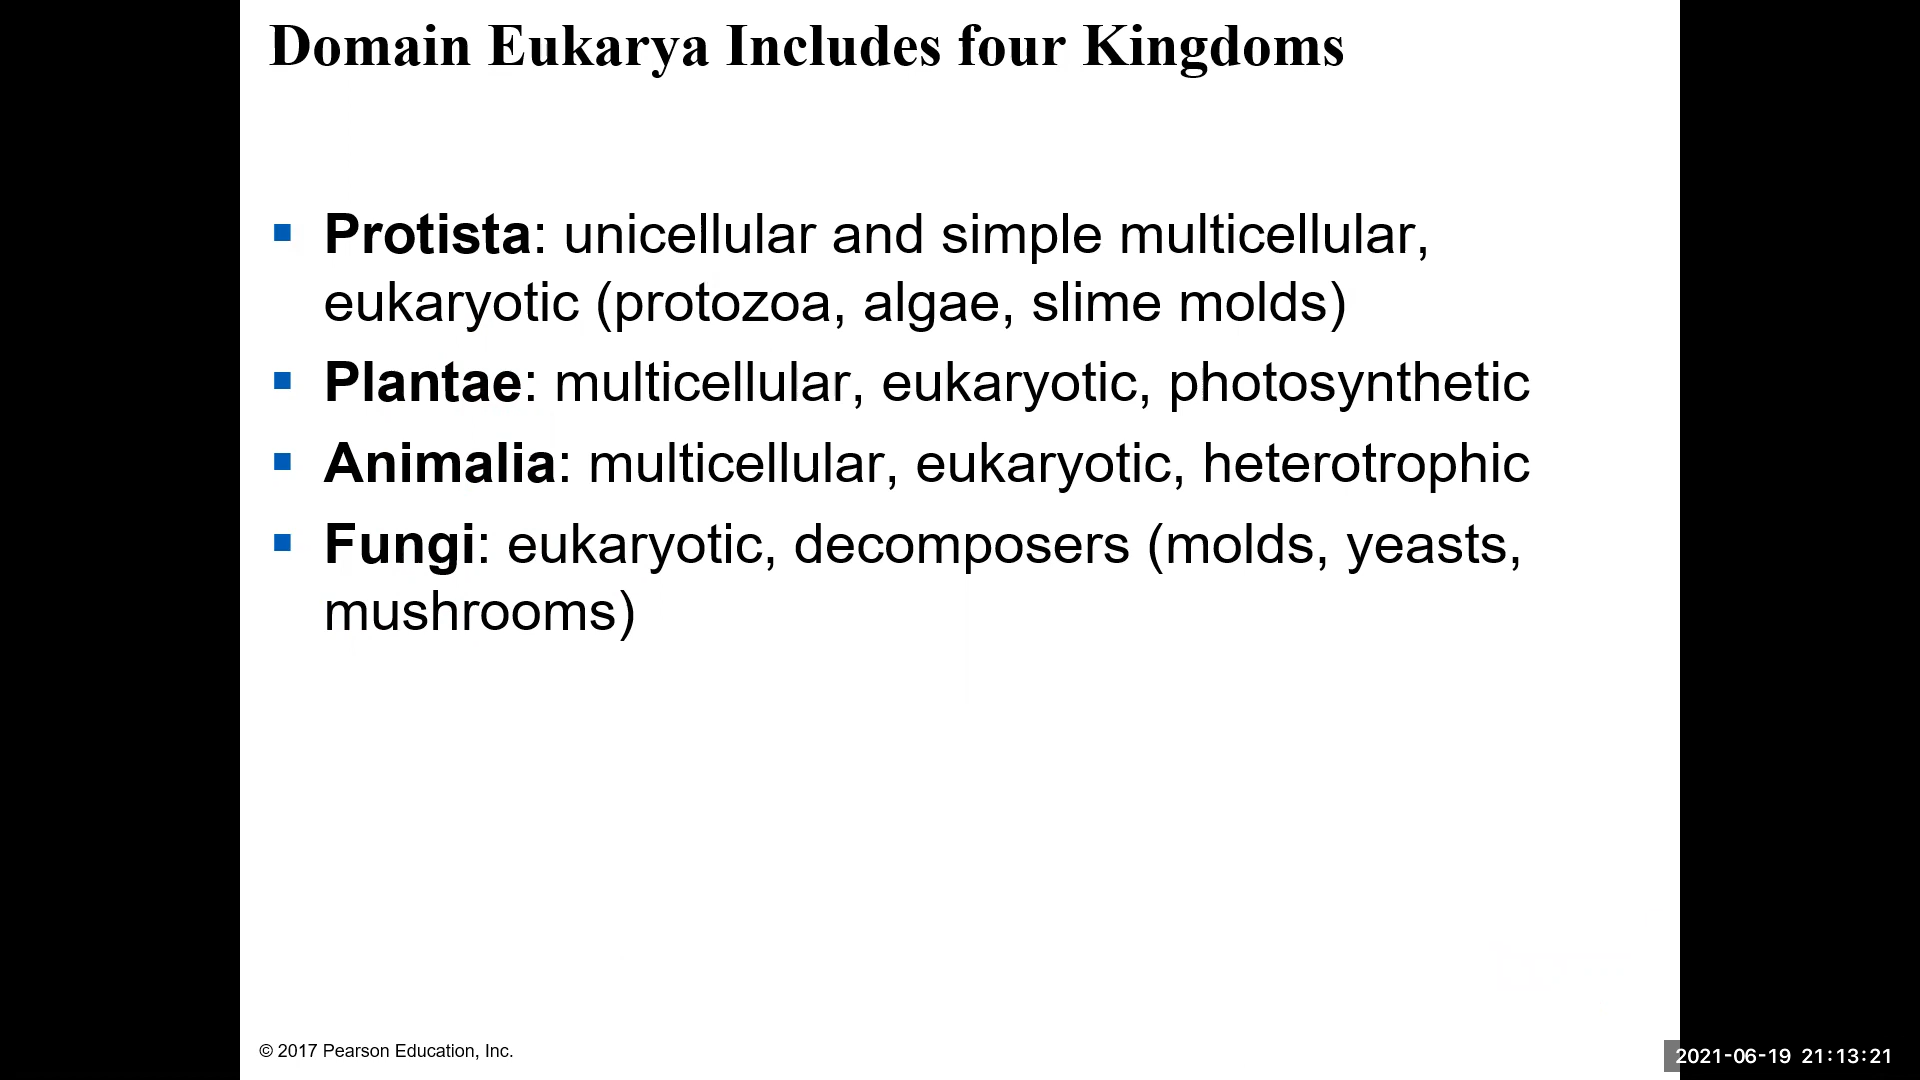 Domain Eukarya Includes four Kingdoms
▪ Protista: unicellular and simple multicellular,
eukaryotic (protozoa, algae, slime molds)
▪ Plantae: multicellular, eukaryotic, photosynthetic
▪ Animalia: multicellular, eukaryotic, heterotrophic
▪ Fungi: eukaryotic, decomposers (molds, yeasts,
mushrooms)
© 2017 Pearson Education, Inc.
2021-06-19 21:13:21